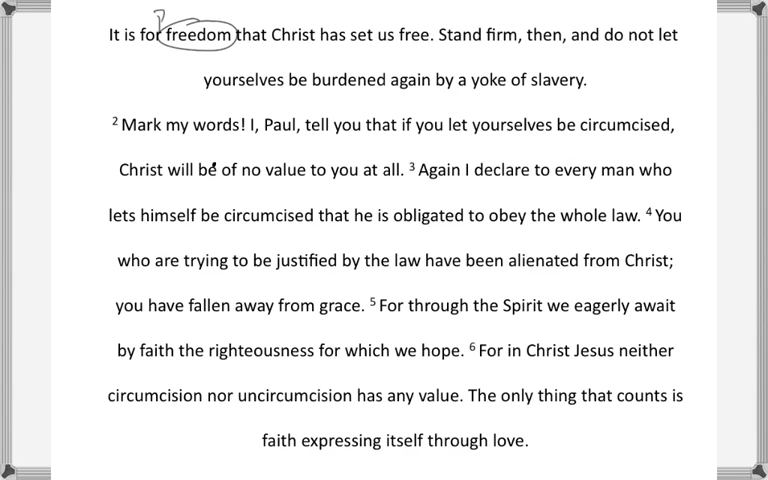 It is for freedom that Christ has set us free. Stand firm, then, and do not let
yourselves be burdened again by a yoke of slavery.
2 Mark my words! I, Paul, tell you that if you let yourselves be circumcised,
Christ will be of no value to you at all. 3 Again I declare to every man who
lets himself be circumcised that he is obligated to obey the whole law. 4 You
who are trying to be justified by the law have been alienated from Christ;
you have fallen away from grace. 5 For through the Spirit we eagerly await
by faith the righteousness for which we hope. 6 For in Christ Jesus neither
circumcision nor uncircumcision has any value. The only thing that counts is
faith expressing itself through love.